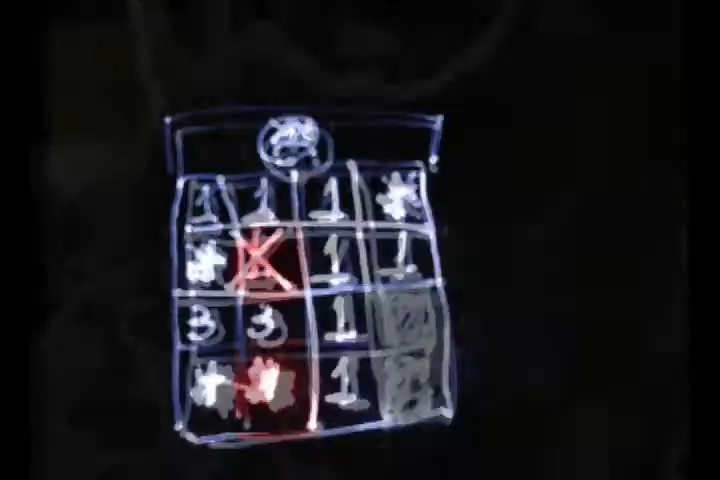 1 1 1 *
* X 1 1
3 3 1
* * 1